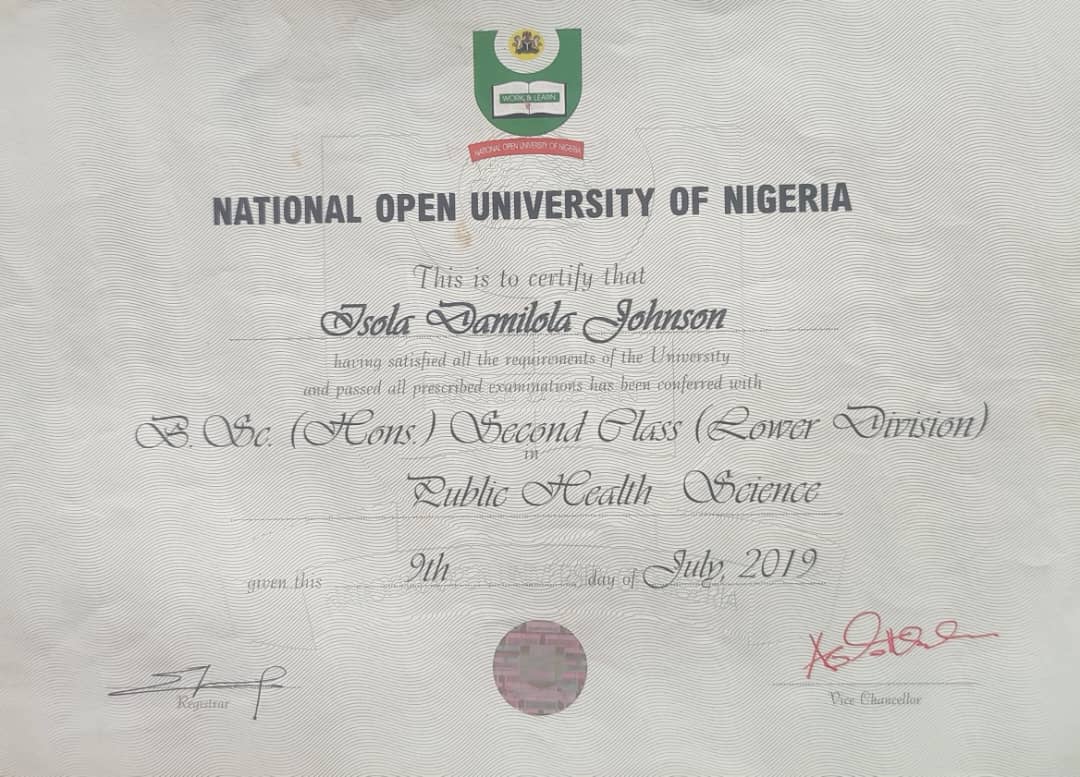 WORK & LEARN
NATIONAL OPEN UNIVERSITY OF NIGERIA
NATIONAL OPEN UNIVERSITY OF NIGERIA
This is to certify that
Isola Damilola Johnson
having satisfied all the requirements of the University
and passed all prescribed examinations has been conferred with
B. Sc. (Hons.) Second Class (Lower Division)
in
Public Health Science
given this 9th day of July, 2019
NIGERIA
Registrar
Vice Chancellor